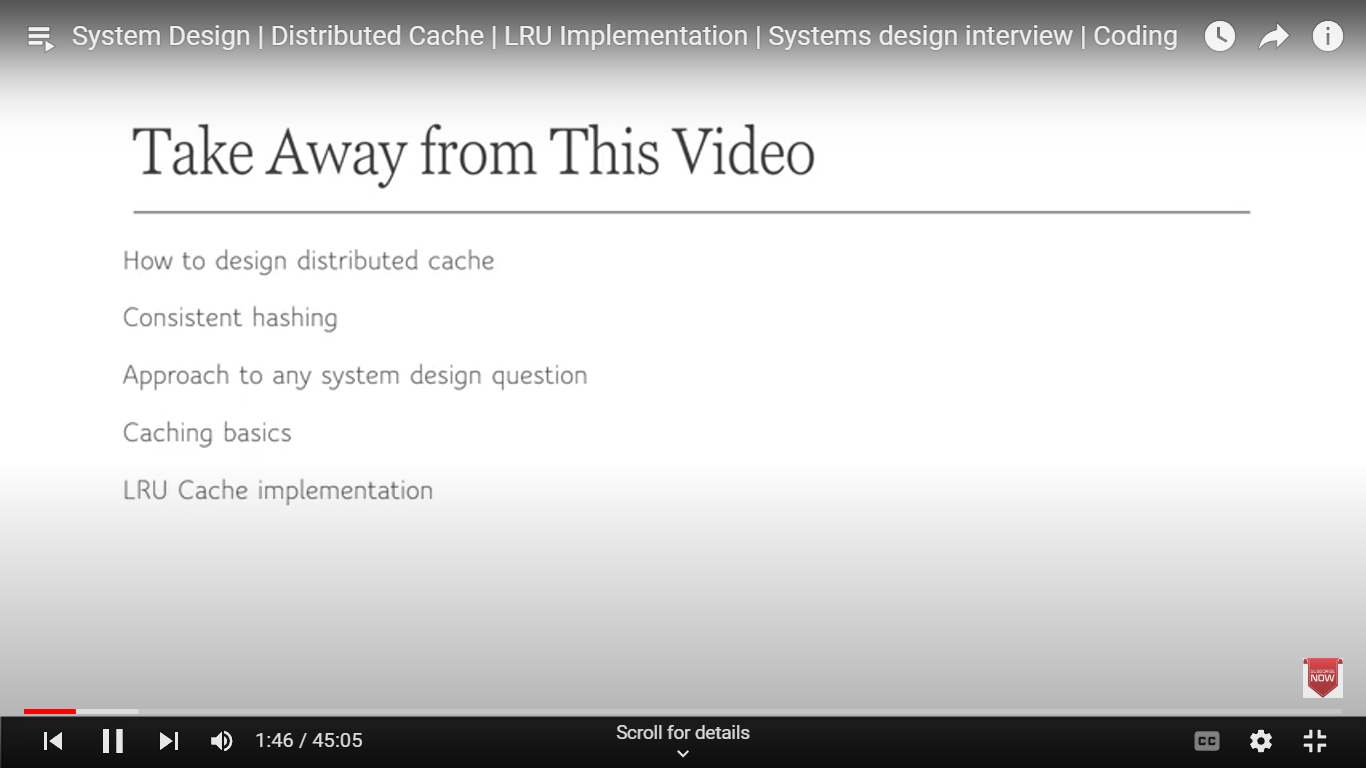 System Design | Distributed Cache | LRU Implementation | Systems design interview | Coding
Take Away from This Video
How to design distributed cache
Consistent hashing
Approach to any system design question
Caching basics
LRU Cache implementation
SUBSCRIBE
NOW
1:46 / 45:05
Scroll for details
CC